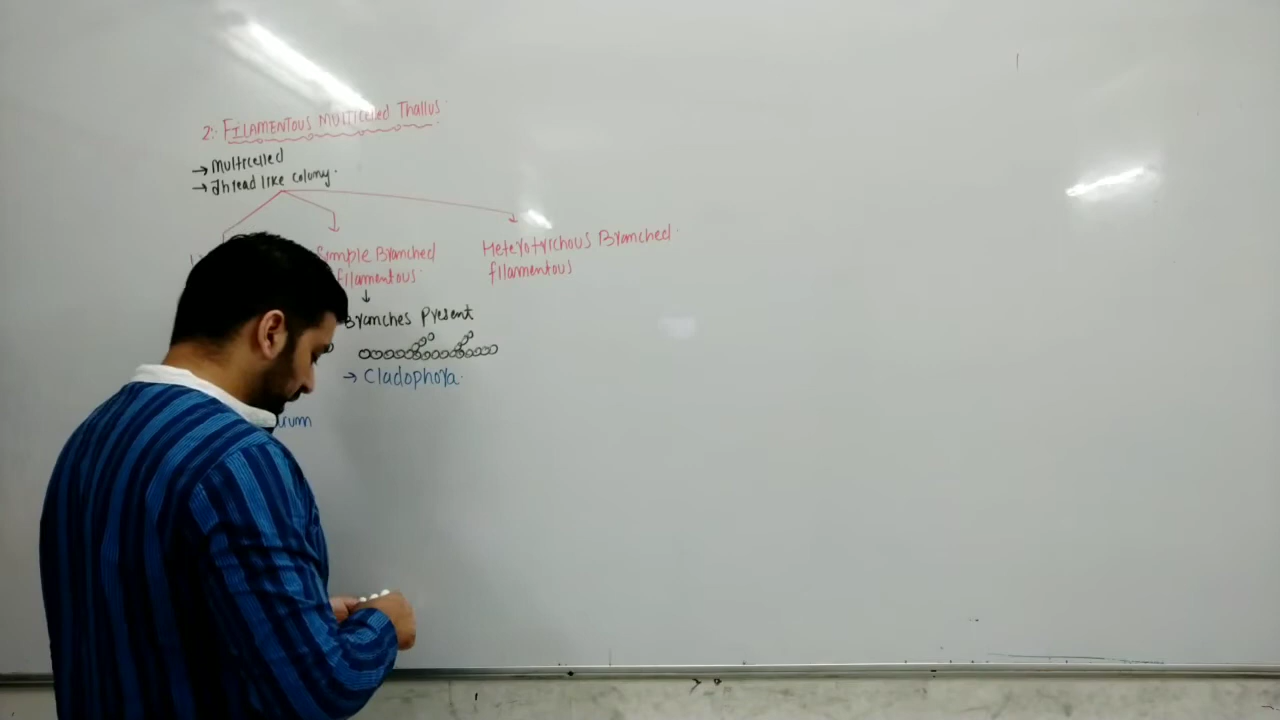 2:- FILAMENTOUS MULTICELLED THALLUS
→ Multicelled
→ Thread like colony.
Simple Branched
filamentous
Heterotrichous Branched
filamentous
↓
Branches Present
→ Cladophora.